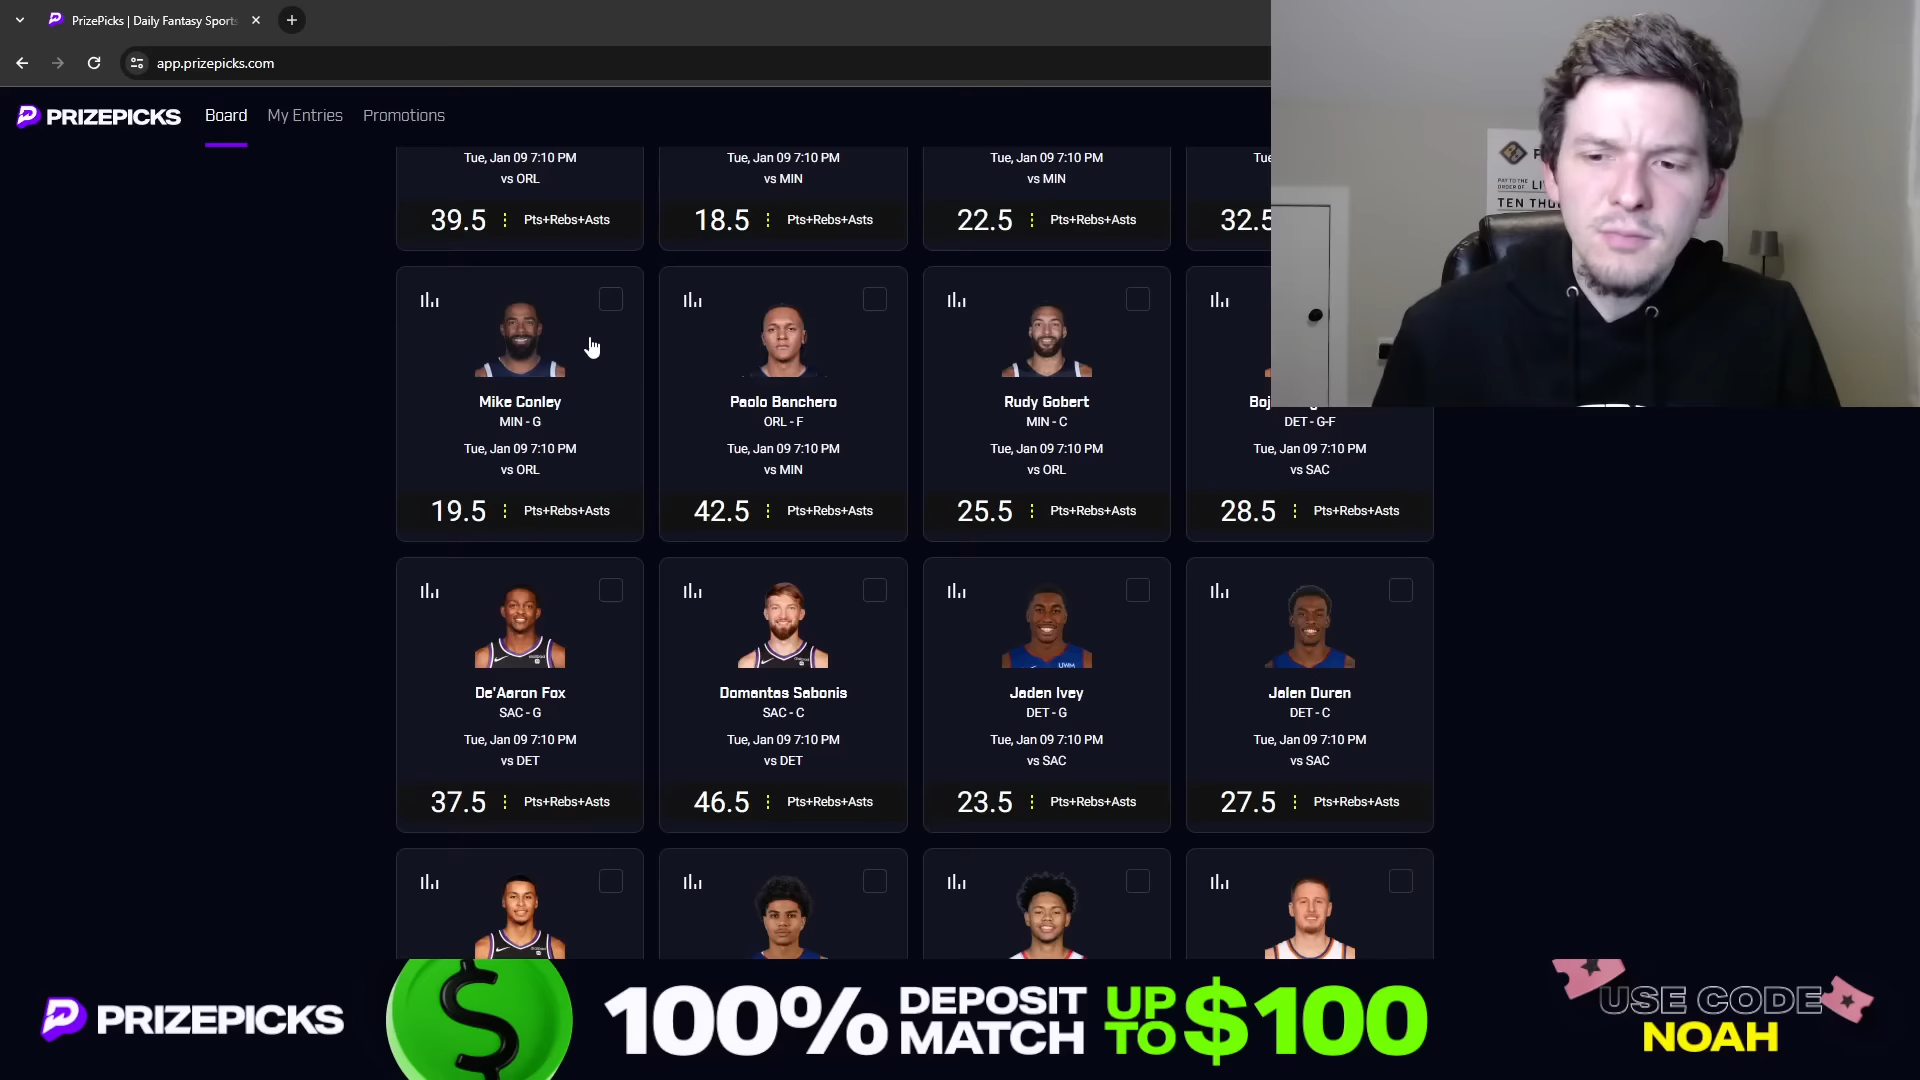 PrizePicks | Daily Fantasy Sports
app.prizepicks.com
PRIZEPICKS Board My Entries Promotions
Tue, Jan 09 7:10 PM
vs ORL
39.5 Pts+Rebs+Asts
Tue, Jan 09 7:10 PM
vs MIN
18.5 Pts+Rebs+Asts
Tue, Jan 09 7:10 PM
vs MIN
22.5 Pts+Rebs+Asts
32.5
PAY TO THE
ORDER OF
TEN
Mike Conley
MIN - G
Tue, Jan 09 7:10 PM
vs ORL
19.5 Pts+Rebs+Asts
Paolo Banchero
ORL - F
Tue, Jan 09 7:10 PM
vs MIN
42.5 Pts+Rebs+Asts
Rudy Gobert
MIN - C
Tue, Jan 09 7:10 PM
vs ORL
25.5 Pts+Rebs+Asts
DET - G-F
Tue, Jan 09 7:10 PM
vs SAC
28.5 Pts+Rebs+Asts
De'Aaron Fox
SAC - G
Tue, Jan 09 7:10 PM
vs DET
37.5 Pts+Rebs+Asts
Domantas Sabonis
SAC - C
Tue, Jan 09 7:10 PM
vs DET
46.5 Pts+Rebs+Asts
Jaden Ivey
DET - G
Tue, Jan 09 7:10 PM
vs SAC
23.5 Pts+Rebs+Asts
Jalen Duren
DET - C
Tue, Jan 09 7:10 PM
vs SAC
27.5 Pts+Rebs+Asts
PRIZEPICKS
100% DEPOSIT MATCH UP TO $100
USE CODE
NOAH